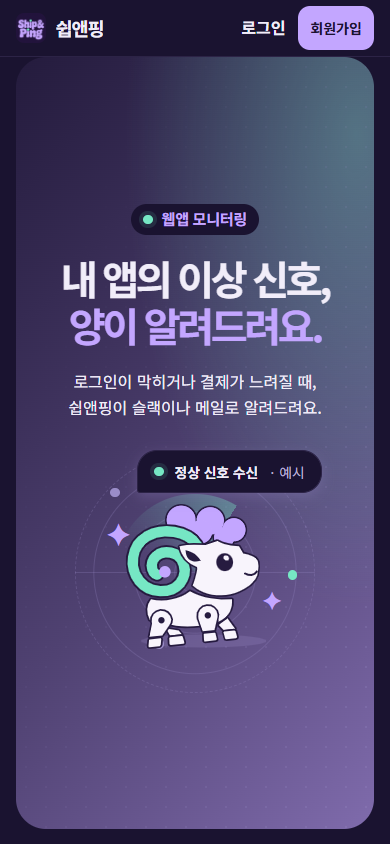 Ship&
Ping
쉽앤핑
로그인
회원가입
웹앱 모니터링
내 앱의 이상 신호,
양이 알려드려요.
로그인이 막히거나 결제가 느려질 때,
쉽앤핑이 슬랙이나 메일로 알려드려요.
정상 신호 수신 · 예시